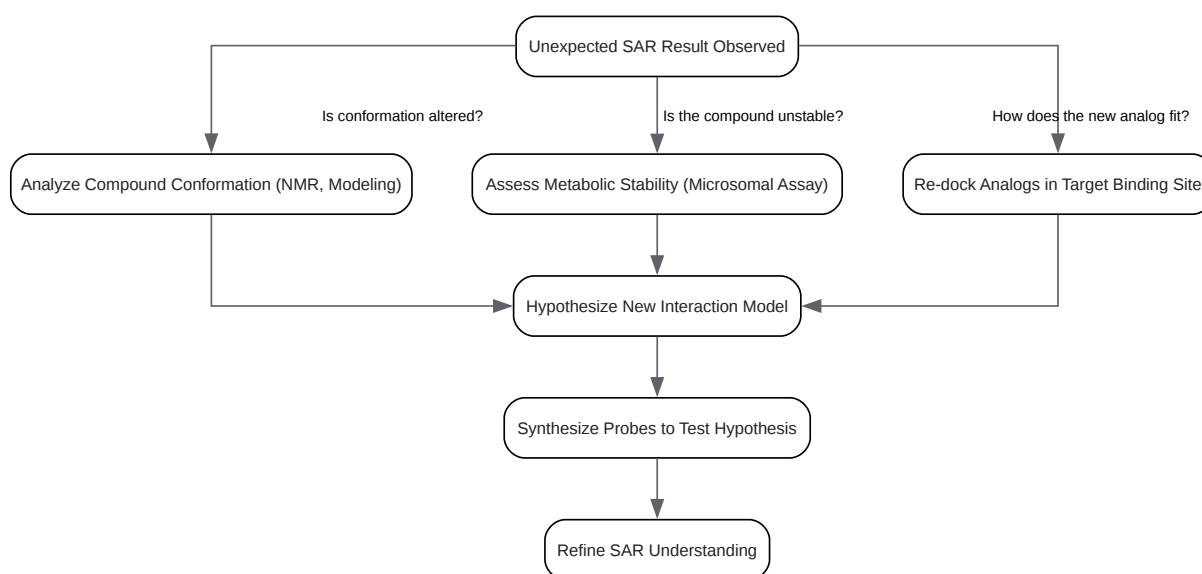 Unexpected SAR Result Observed
Is conformation altered?
Is the compound unstable?
How does the new analog fit?
Analyze Compound Conformation (NMR, Modeling)
Assess Metabolic Stability (Microsomal Assay)
Re-dock Analogs in Target Binding Site
Hypothesize New Interaction Model
Synthesize Probes to Test Hypothesis
Refine SAR Understanding